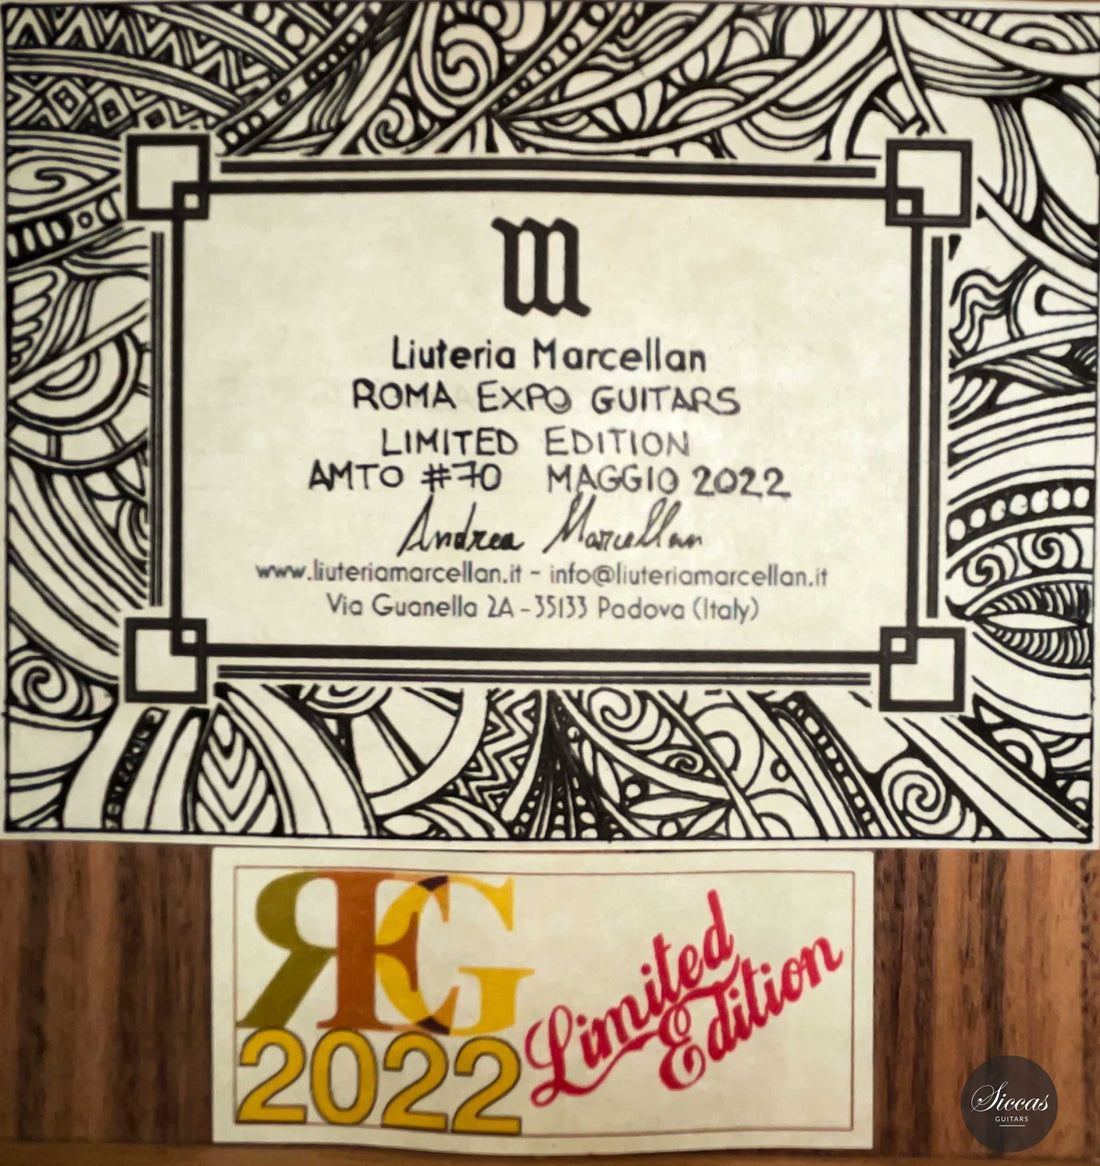 m
Liuteria Marcellan
ROMA EXPO GUITARS
LIMITED EDITION
AMTO #70 MAGGIO 2022
Andrea Marcellan
www.liuteriamarcellan.it - info@liuteriamarcellan.it
Via Guanella 2A - 35133 Padova (Italy)
REG
2022
Limited
Edition
Siccas
GUITARS